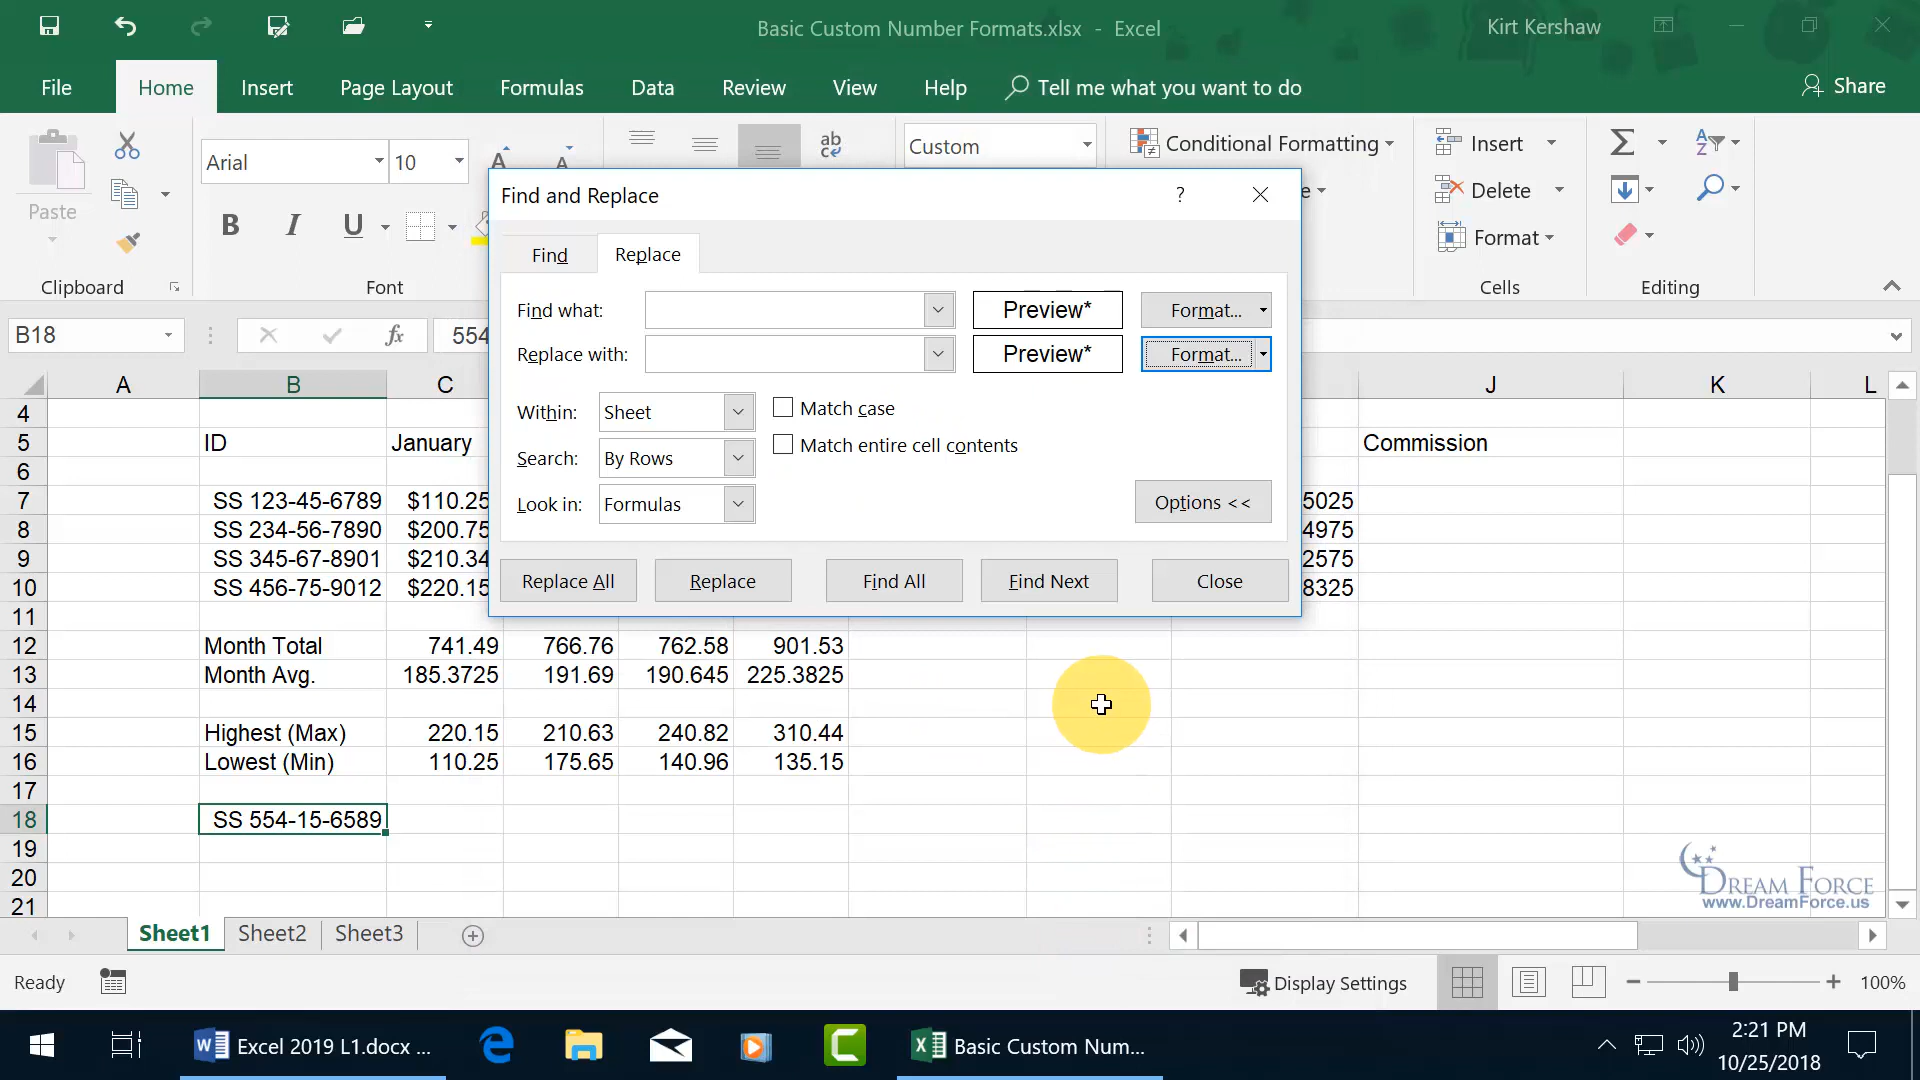 Basic Custom Number Formats.xlsx - Excel
Kirt Kershaw
File Home Insert Page Layout Formulas Data Review View Help Tell me what you want to do Share
Paste
Clipboard
Arial 10
B I U
Font
ab
Custom
Conditional Formatting
Insert
Delete
Format
Cells
Editing
Find and Replace ?
Find Replace
Find what: Preview* Format...
Replace with: Preview* Format...
Within: Sheet Match case
Search: By Rows Match entire cell contents
Look in: Formulas Options <<
Replace All Replace Find All Find Next Close
B18 fx 554
A B C J K L
4
5 ID January Commission
6
7 SS 123-45-6789 $110.25 5025
8 SS 234-56-7890 $200.75 4975
9 SS 345-67-8901 $210.34 2575
10 SS 456-75-9012 $220.15 8325
11
12 Month Total 741.49 766.76 762.58 901.53
13 Month Avg. 185.3725 191.69 190.645 225.3825
14
15 Highest (Max) 220.15 210.63 240.82 310.44
16 Lowest (Min) 110.25 175.65 140.96 135.15
17
18 SS 554-15-6589
19
20
21
Dream Force
www.DreamForce.us
Sheet1 Sheet2 Sheet3
Ready Display Settings 100%
Excel 2019 L1.docx ... Basic Custom Num...
2:21 PM
10/25/2018